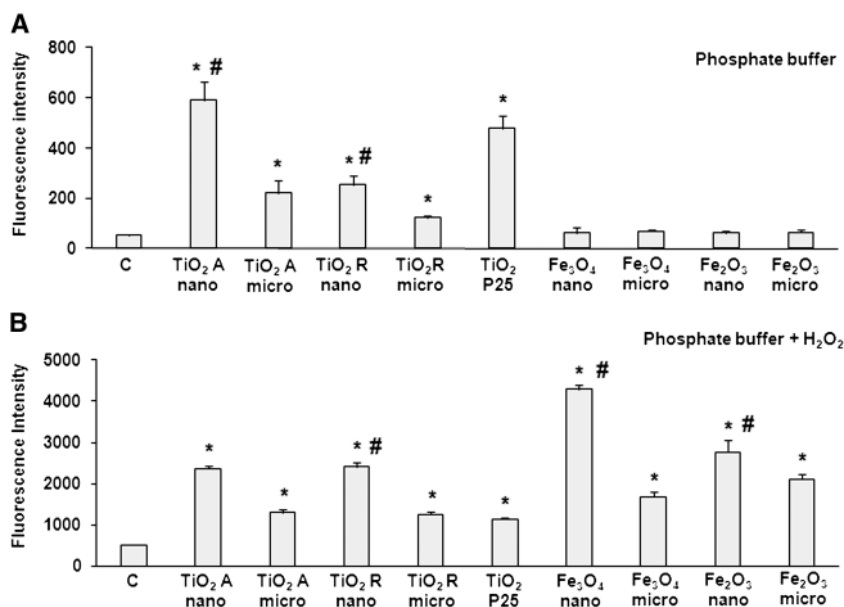 A
Phosphate buffer
Fluorescence intensity
800
600
400
200
0
* #
*
* #
*
*
C
TiO₂ A nano
TiO₂ A micro
TiO₂ R nano
TiO₂R micro
TiO₂ P25
Fe₃O₄ nano
Fe₃O₄ micro
Fe₂O₃ nano
Fe₂O₃ micro
B
Phosphate buffer + H₂O₂
Fluorescence Intensity
5000
4000
3000
2000
1000
0
*
*
* #
*
*
* #
*
* #
*
C
TiO₂ A nano
TiO₂ A micro
TiO₂ R nano
TiO₂ R micro
TiO₂ P25
Fe₃O₄ nano
Fe₃O₄ micro
Fe₂O₃ nano
Fe₂O₃ micro